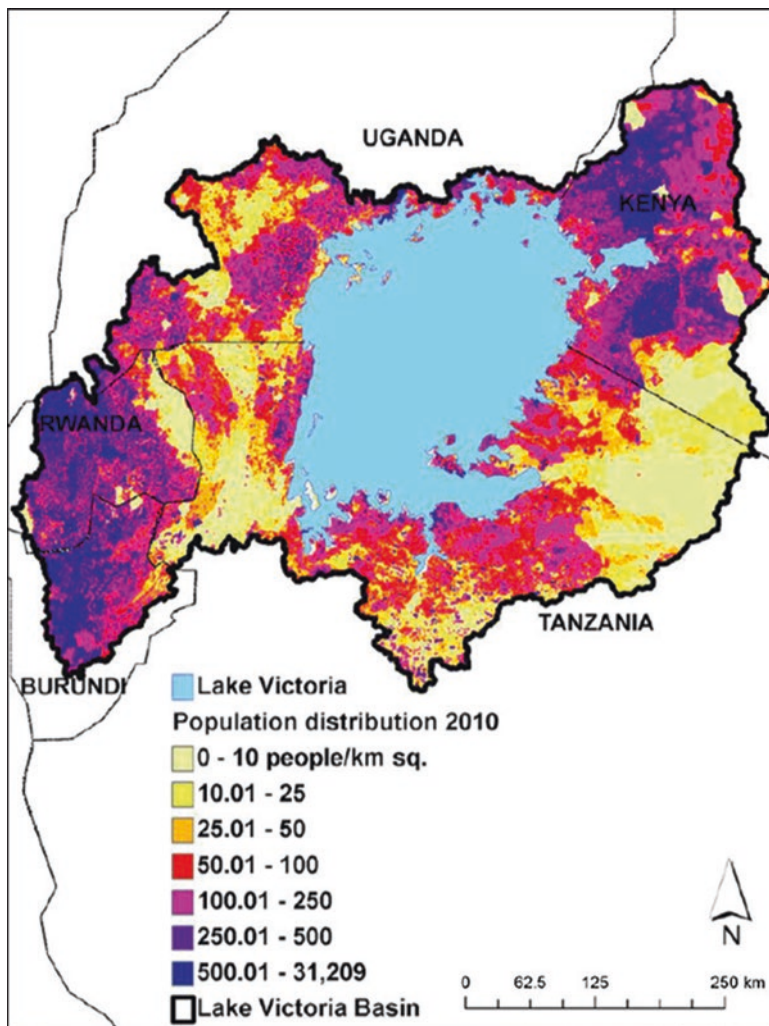 UGANDA
KENYA
RWANDA
TANZANIA
BURUNDI
Lake Victoria
Population distribution 2010
0 - 10 people/km sq.
10.01 - 25
25.01 - 50
50.01 - 100
100.01 - 250
250.01 - 500
500.01 - 31,209
Lake Victoria Basin
N
0 62.5 125 250 km